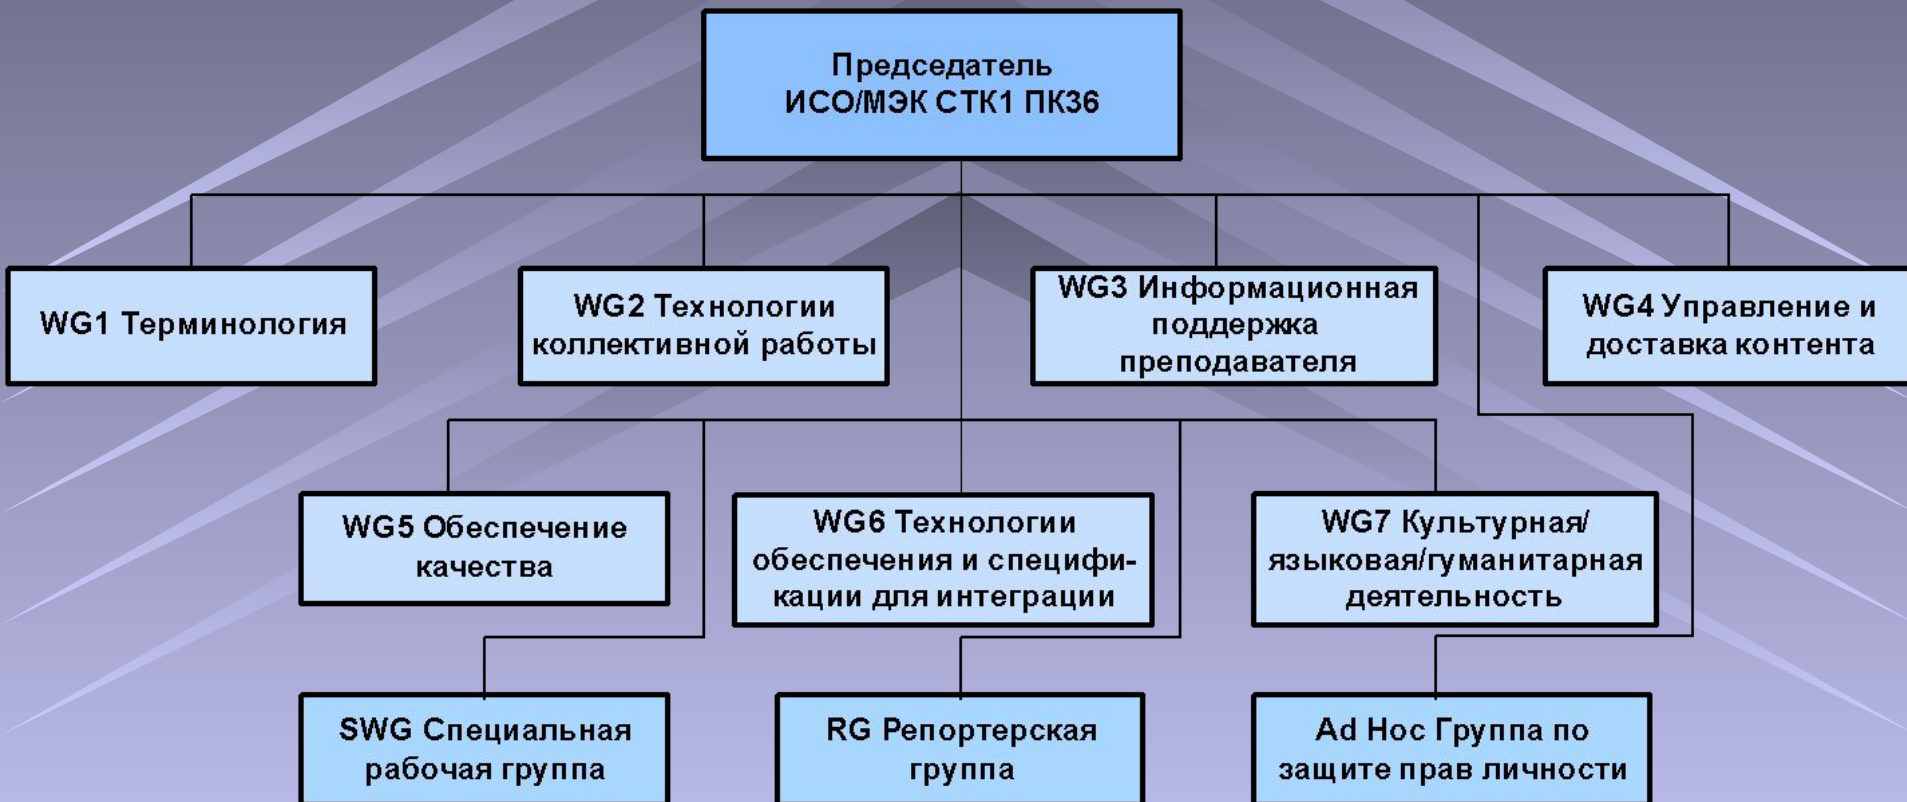 Председатель
ИСО/МЭК СТК1 ПК36
WG1 Терминология
WG2 Технологии
коллективной работы
WG3 Информационная
поддержка
преподавателя
WG4 Управление и
доставка контента
WG5 Обеспечение
качества
WG6 Технологии
обеспечения и специфи-
кации для интеграции
WG7 Культурная/
языковая/гуманитарная
деятельность
SWG Специальная
рабочая группа
RG Репортерская
группа
Ad Hoc Группа по
защите прав личности